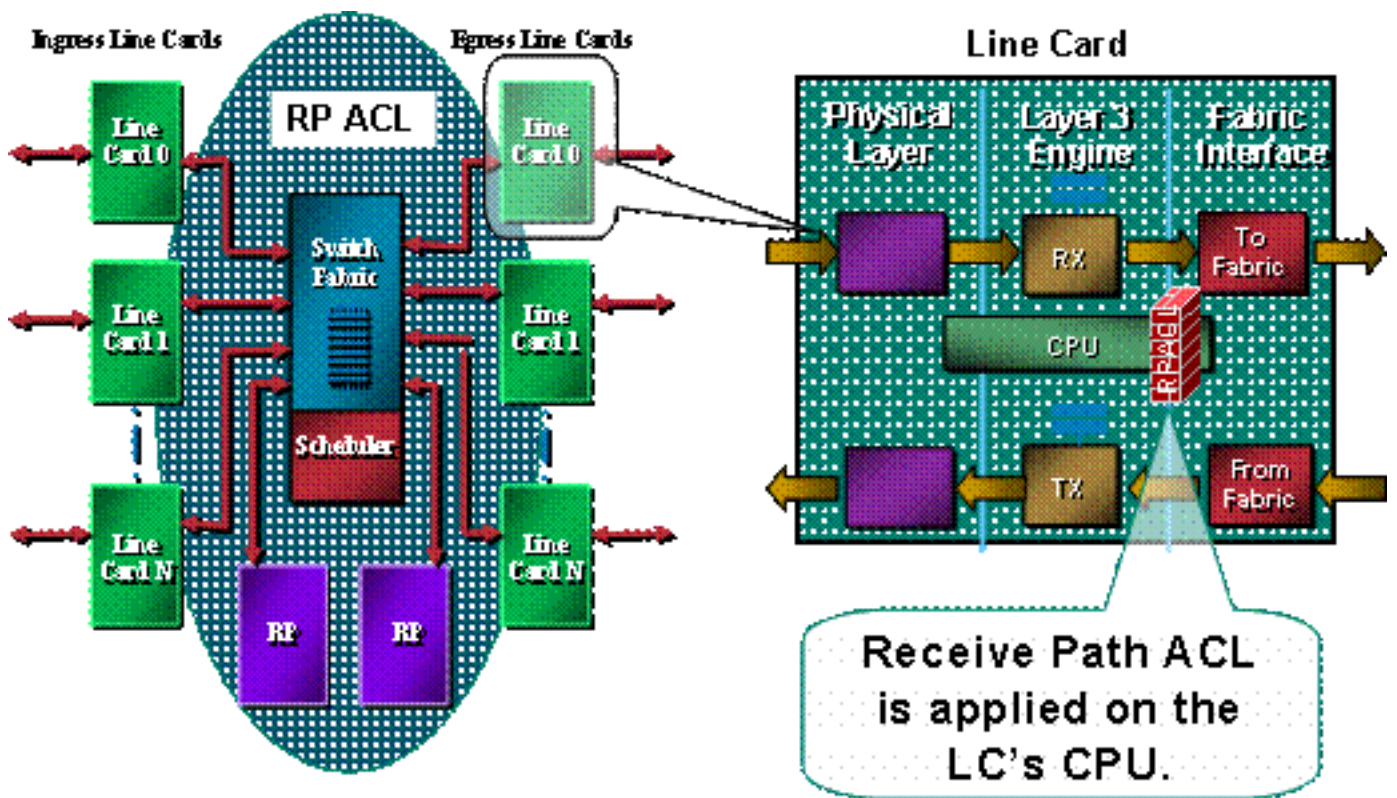 Ingress Line Cards
Egress Line Cards
RP ACL
Line
Card 0
Line
Card 0
Switch
Fabric
Line
Card 1
Line
Card 1
Scheduler
Line
Card N
Line
Card N
RP
RP
Line Card
Physical
Layer
Layer 3
Engine
Fabric
Interface
RX
To
Fabric
CPU
RPACL
TX
From
Fabric
Receive Path ACL
is applied on the
LC's CPU.